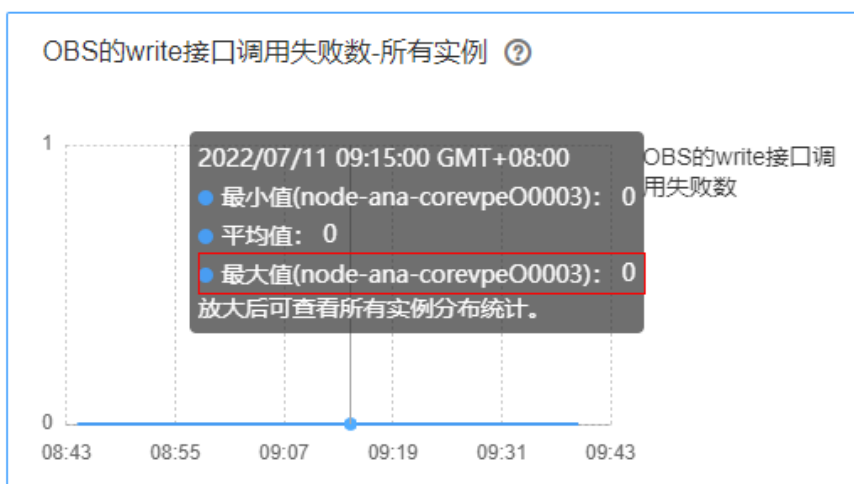 OBS的write接口调用失败数-所有实例 ?
1
2022/07/11 09:15:00 GMT+08:00
最小值(node-ana-corevpeO0003)： 0
平均值： 0
最大值(node-ana-corevpeO0003)： 0
放大后可查看所有实例分布统计。
OBS的write接口调
用失败数
0
08:43 08:55 09:07 09:19 09:31 09:43